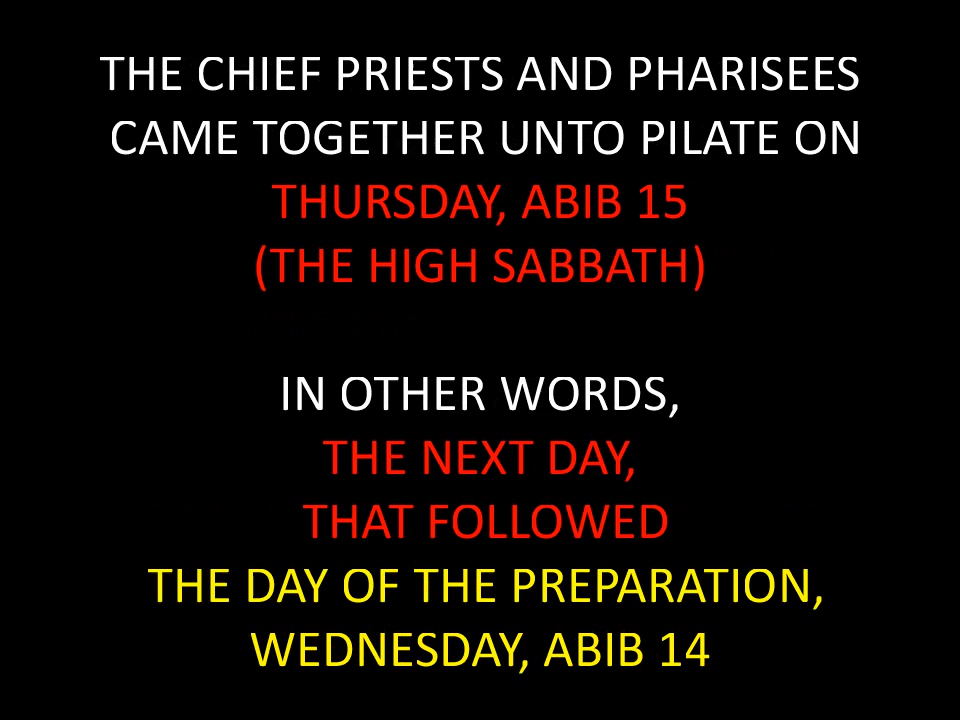 THE CHIEF PRIESTS AND PHARISEES
CAME TOGETHER UNTO PILATE ON
THURSDAY, ABIB 15
(THE HIGH SABBATH)
IN OTHER WORDS,
THE NEXT DAY,
THAT FOLLOWED
THE DAY OF THE PREPARATION,
WEDNESDAY, ABIB 14